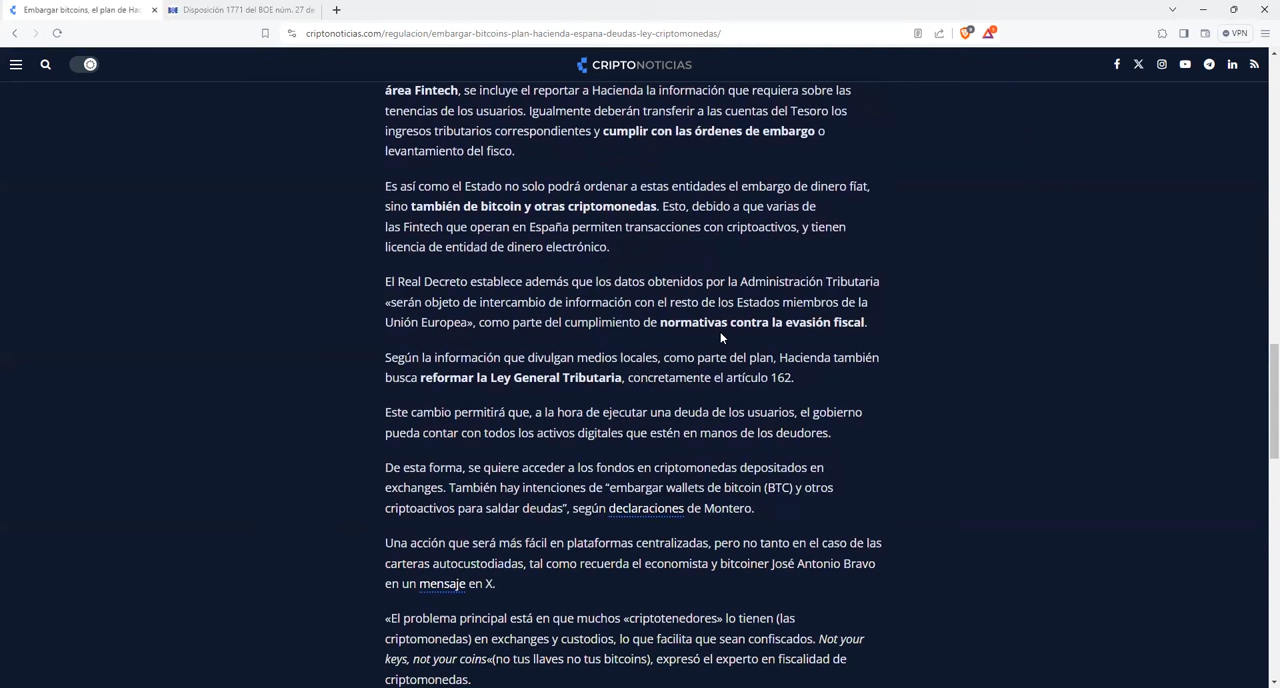 Embargar bitcoins, el plan de Ha
Disposición 1771 del BOE núm. 27 de
criptonoticias.com/regulacion/embargar-bitcoins-plan-hacienda-espana-deudas-ley-criptomonedas/
VPN
CRIPTONOTICIAS
área Fintech, se incluye el reportar a Hacienda la información que requiera sobre las
tenencias de los usuarios. Igualmente deberán transferir a las cuentas del Tesoro los
ingresos tributarios correspondientes y cumplir con las órdenes de embargo o
levantamiento del fisco.
Es así como el Estado no solo podrá ordenar a estas entidades el embargo de dinero fíat,
sino también de bitcoin y otras criptomonedas. Esto, debido a que varias de
las Fintech que operan en España permiten transacciones con criptoactivos, y tienen
licencia de entidad de dinero electrónico.
El Real Decreto establece además que los datos obtenidos por la Administración Tributaria
«serán objeto de intercambio de información con el resto de los Estados miembros de la
Unión Europea», como parte del cumplimiento de normativas contra la evasión fiscal.
Según la información que divulgan medios locales, como parte del plan, Hacienda también
busca reformar la Ley General Tributaria, concretamente el artículo 162.
Este cambio permitirá que, a la hora de ejecutar una deuda de los usuarios, el gobierno
pueda contar con todos los activos digitales que estén en manos de los deudores.
De esta forma, se quiere acceder a los fondos en criptomonedas depositados en
exchanges. También hay intenciones de “embargar wallets de bitcoin (BTC) y otros
criptoactivos para saldar deudas”, según declaraciones de Montero.
Una acción que será más fácil en plataformas centralizadas, pero no tanto en el caso de las
carteras autocustodiadas, tal como recuerda el economista y bitcoiner José Antonio Bravo
en un mensaje en X.
«El problema principal está en que muchos «criptotenedores» lo tienen (las
criptomonedas) en exchanges y custodios, lo que facilita que sean confiscados. Not your
keys, not your coins«(no tus llaves no tus bitcoins), expresó el experto en fiscalidad de
criptomonedas.